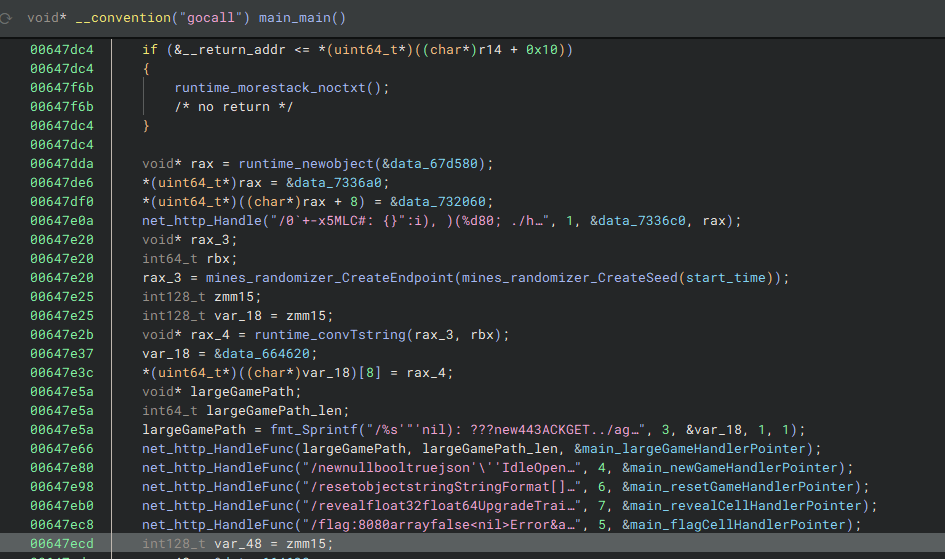 void* __convention("gocall") main_main()
00647dc4 if (&__return_addr <= *(uint64_t*)((char*)r14 + 0x10))
00647dc4 {
00647f6b runtime_morestack_noctxt();
00647f6b /* no return */
00647dc4 }
00647dc4
00647dda void* rax = runtime_newobject(&data_67d580);
00647de6 *(uint64_t*)rax = &data_7336a0;
00647df0 *(uint64_t*)((char*)rax + 8) = &data_732060;
00647e0a net_http_Handle("/0`+-x5MLC#: {}":i), )(%d80; ./h…", 1, &data_7336c0, rax);
00647e20 void* rax_3;
00647e20 int64_t rbx;
00647e20 rax_3 = mines_randomizer_CreateEndpoint(mines_randomizer_CreateSeed(start_time));
00647e25 int128_t zmm15;
00647e25 int128_t var_18 = zmm15;
00647e2b void* rax_4 = runtime_convTstring(rax_3, rbx);
00647e37 var_18 = &data_664620;
00647e3c *(uint64_t*)((char*)var_18)[8] = rax_4;
00647e5a void* largeGamePath;
00647e5a int64_t largeGamePath_len;
00647e5a largeGamePath = fmt_Sprintf("/%s'"'nil): ???new443ACKGET../ag…", 3, &var_18, 1, 1);
00647e66 net_http_HandleFunc(largeGamePath, largeGamePath_len, &main_largeGameHandlerPointer);
00647e80 net_http_HandleFunc("/newnullbooltruejson'\''IdleOpen…", 4, &main_newGameHandlerPointer);
00647e98 net_http_HandleFunc("/resetobjectstringStringFormat[]…", 6, &main_resetGameHandlerPointer);
00647eb0 net_http_HandleFunc("/revealfloat32float64UpgradeTrai…", 7, &main_revealCellHandlerPointer);
00647ec8 net_http_HandleFunc("/flag:8080arrayfalse<nil>Error&a…", 5, &main_flagCellHandlerPointer);
00647ecd int128_t var_48 = zmm15;